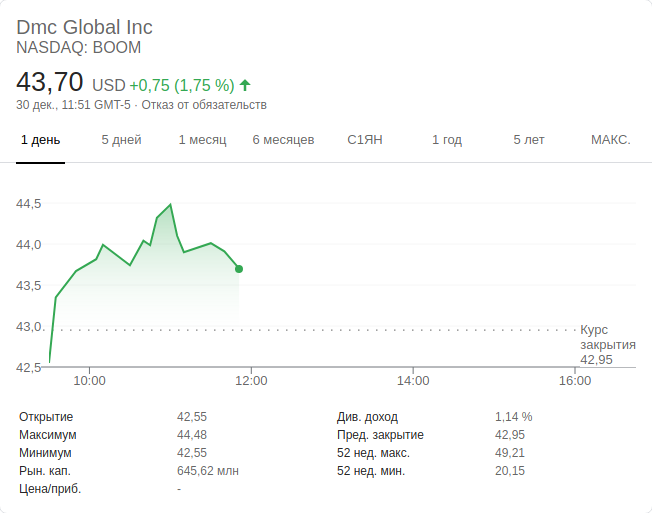 Dmc Global Inc
NASDAQ: BOOM
43,70 USD +0,75 (1,75 %)
30 дек., 11:51 GMT-5 · Отказ от обязательств
1 день 5 дней 1 месяц 6 месяцев С1ЯН 1 год 5 лет МАКС.
44,5
44,0
43,5
43,0
42,5
Курс
закрытия
42,95
10:00 12:00 14:00 16:00
Открытие 42,55 Див. доход 1,14 %
Максимум 44,48 Пред. закрытие 42,95
Минимум 42,55 52 нед. макс. 49,21
Рын. кап. 645,62 млн 52 нед. мин. 20,15
Цена/приб. -